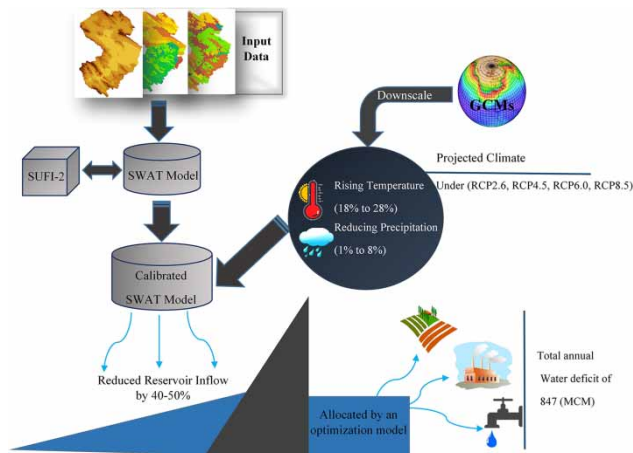 Input
Data
Downscale
GCMs
SUFI-2
SWAT Model
Projected Climate
Under (RCP2.6, RCP4.5, RCP6.0, RCP8.5)
Rising Temperature
(18% to 28%)
Reducing Precipitation
(1% to 8%)
Calibrated
SWAT Model
Reduced Reservoir Inflow
by 40-50%
Allocated by an
optimization model
Total annual
Water deficit of
847 (MCM)